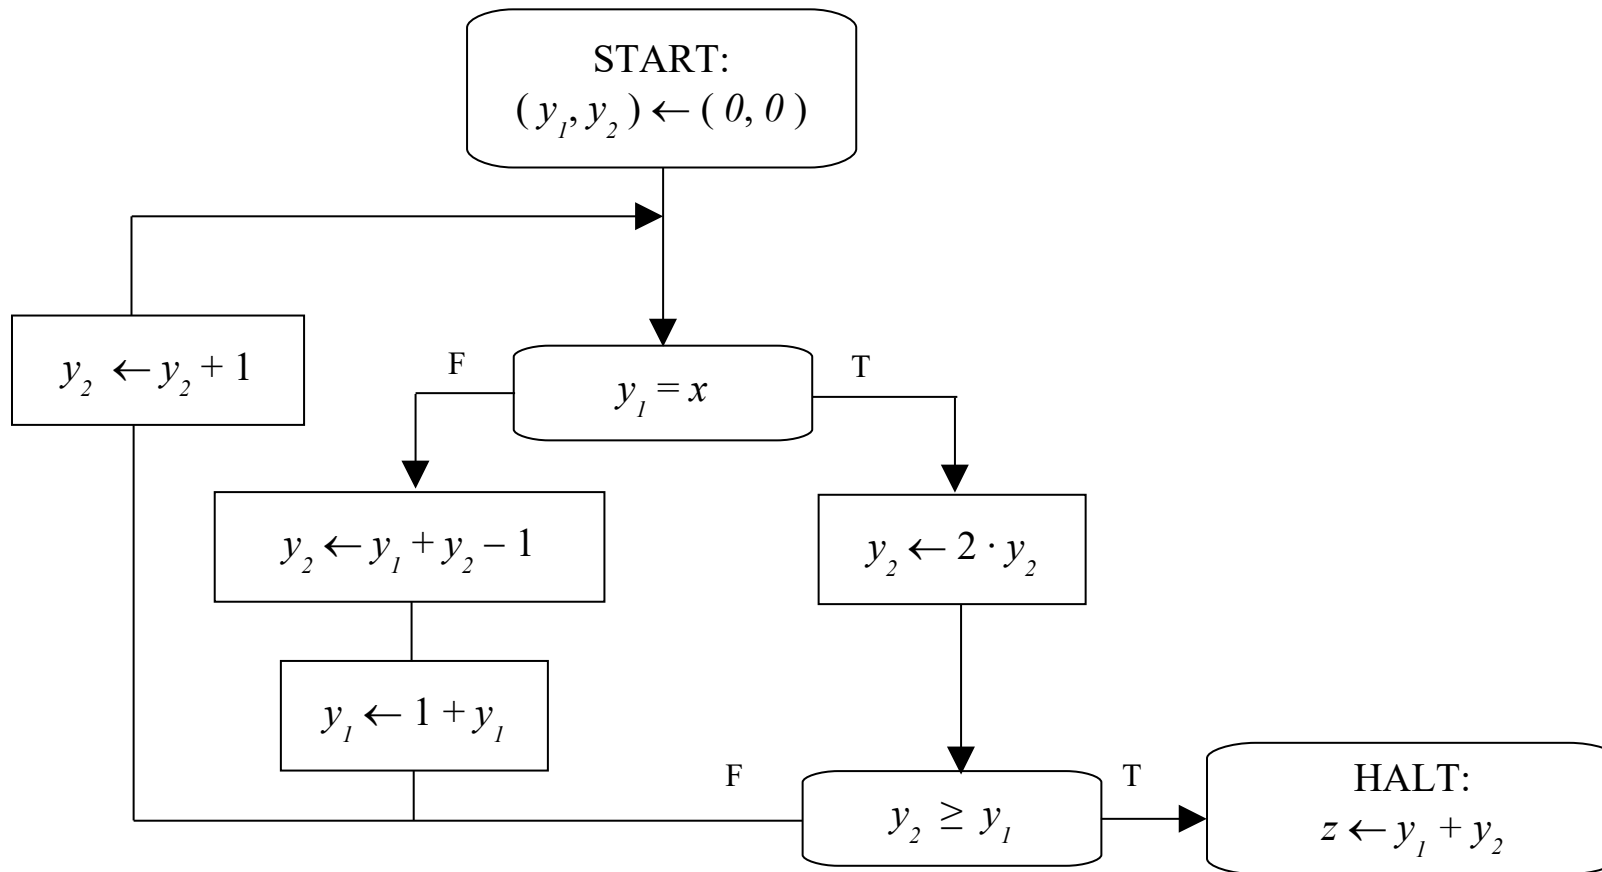 START:
( y₁, y₂ ) ← ( 0, 0 )
y₂ ← y₂ + 1
F
y₁ = x
T
y₂ ← y₁ + y₂ – 1
y₂ ← 2 · y₂
y₁ ← 1 + y₁
F
y₂ ≥ y₁
T
HALT:
z ← y₁ + y₂